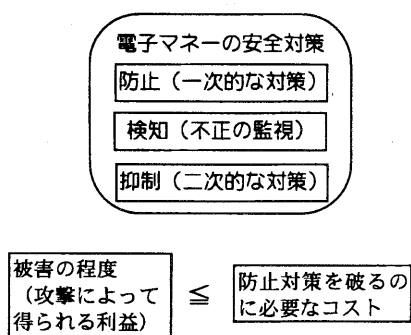 電子マネーの安全対策
防止（一次的な対策）
検知（不正の監視）
抑制（二次的な対策）
被害の程度
（攻撃によって
得られる利益）
≦
防止対策を破るの
に必要なコスト